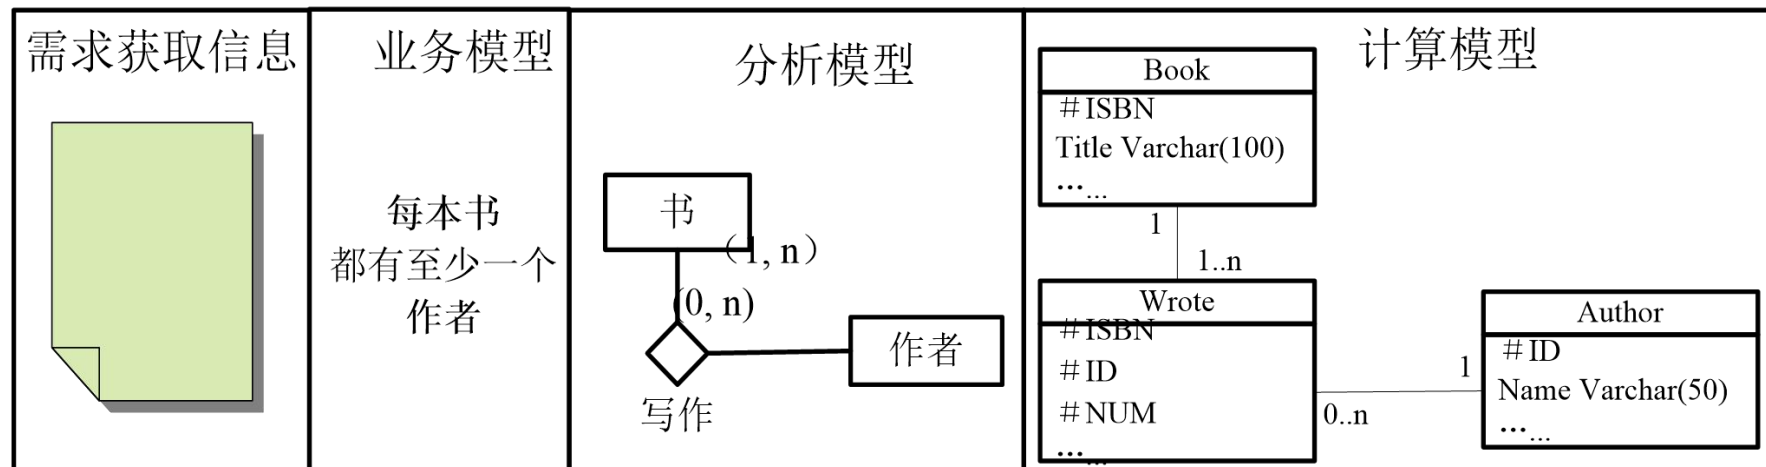 需求获取信息
业务模型
每本书
都有至少一个
作者
分析模型
书
（1, n）
(0, n)
作者
写作
计算模型
Book
＃ISBN
Title Varchar(100)
……
1
1..n
Wrote
＃ISBN
＃ID
＃NUM
……
0..n
1
Author
＃ID
Name Varchar(50)
……